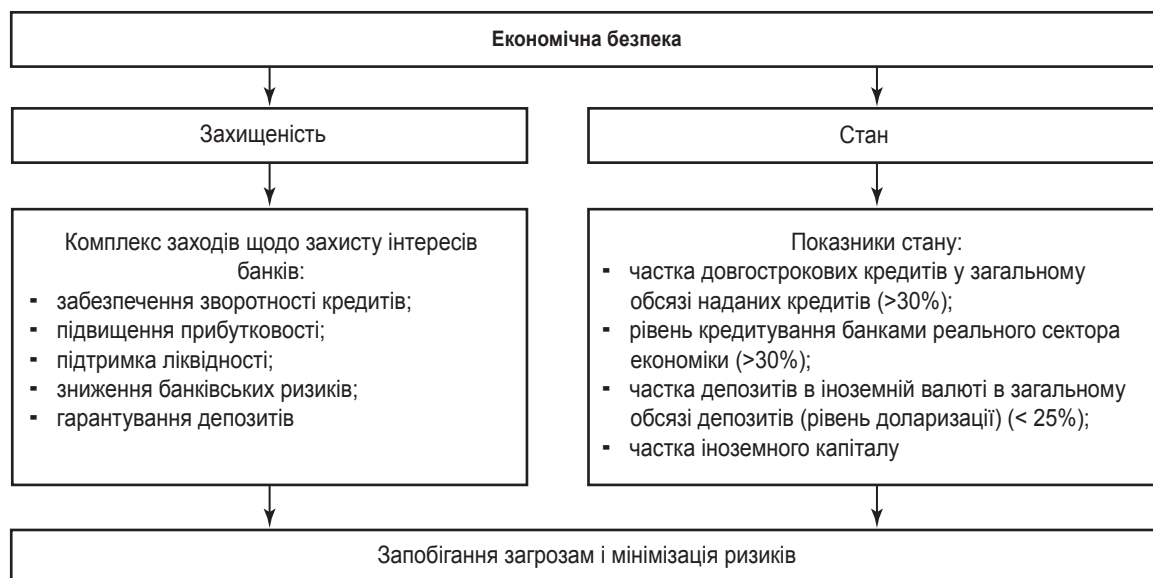 Економічна безпека
Захищеність
Стан
Комплекс заходів щодо захисту інтересів
банків:
- забезпечення зворотності кредитів;
- підвищення прибутковості;
- підтримка ліквідності;
- зниження банківських ризиків;
- гарантування депозитів
Показники стану:
- частка довгострокових кредитів у загальному
обсязі наданих кредитів (>30%);
- рівень кредитування банками реального сектора
економіки (>30%);
- частка депозитів в іноземній валюті в загальному
обсязі депозитів (рівень доларизації) (< 25%);
- частка іноземного капіталу
Запобігання загрозам і мінімізація ризиків